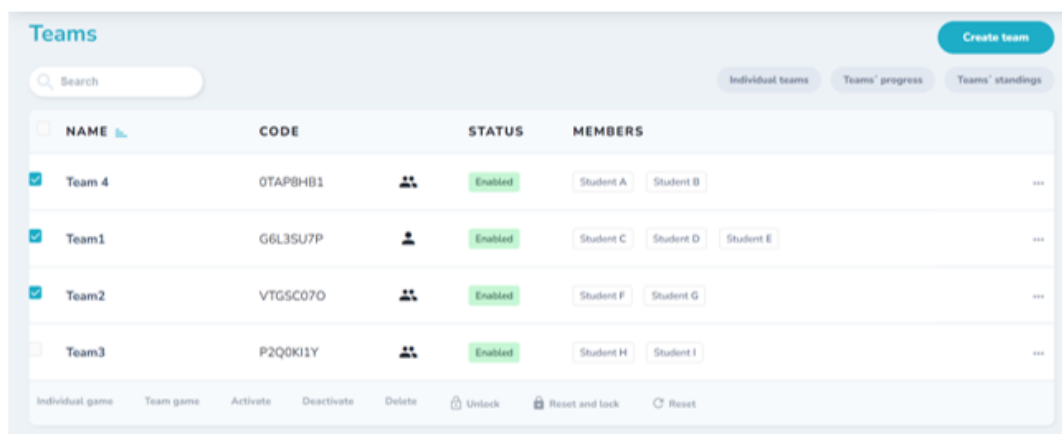 Teams
Create team
Search
Individual teams Teams' progress Teams' standings
NAME CODE STATUS MEMBERS
Team 4 0TAP8HB1 Enabled Student A Student B
Team1 G6L3SU7P Enabled Student C Student D Student E
Team2 VTGSC07O Enabled Student F Student G
Team3 P2Q0KI1Y Enabled Student H Student I
Individual game Team game Activate Deactivate Delete Unlock Reset and lock Reset